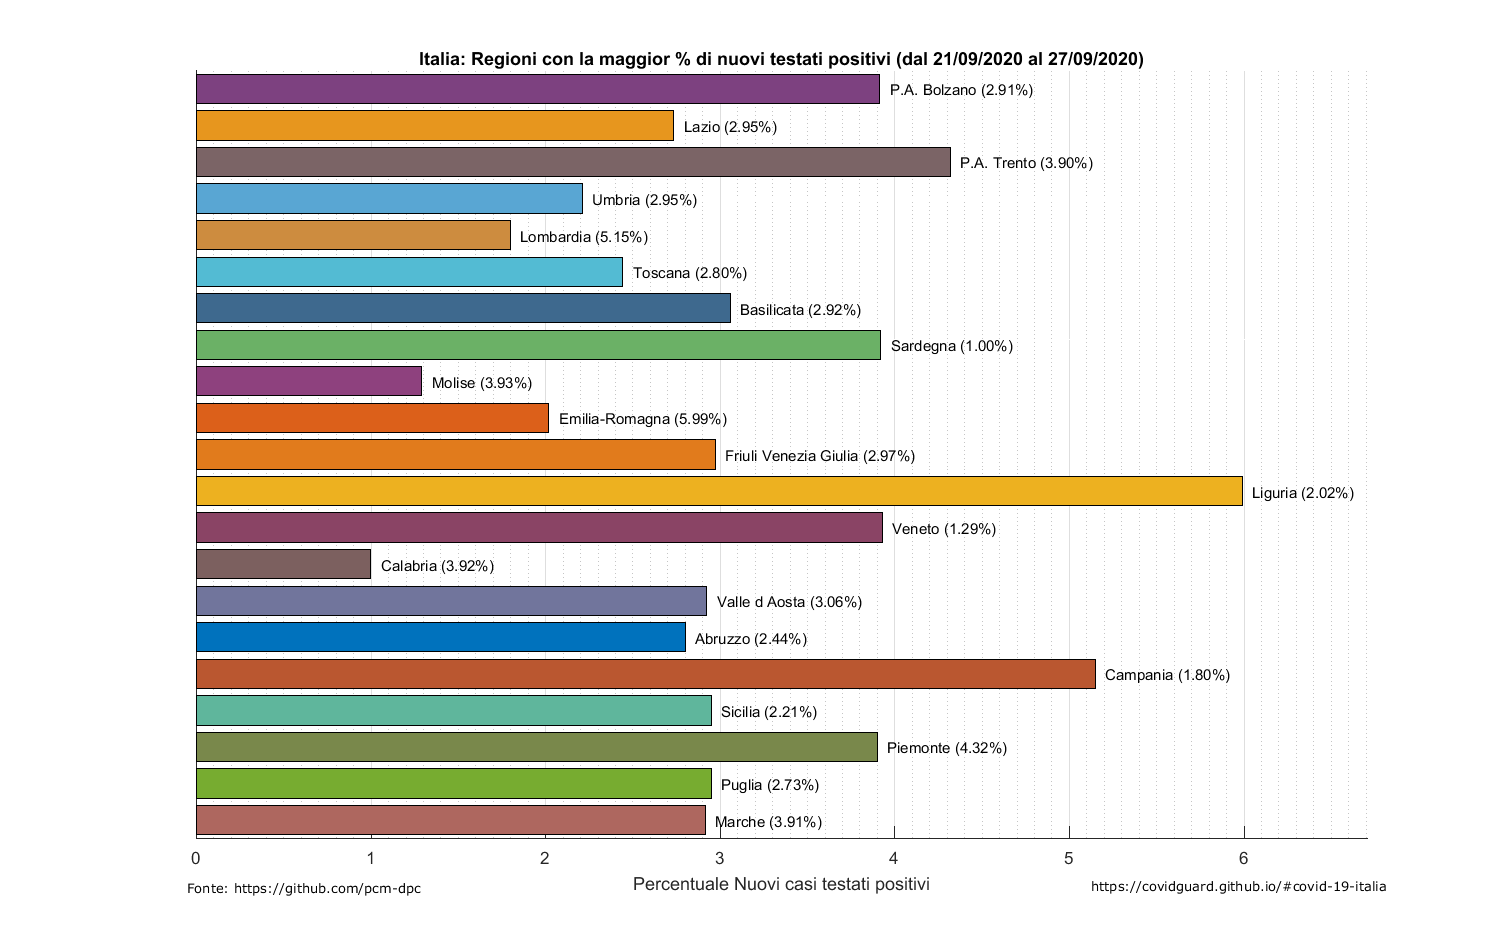 Italia: Regioni con la maggior % di nuovi testati positivi (dal 21/09/2020 al 27/09/2020)
P.A. Bolzano (2.91%)
Lazio (2.95%)
P.A. Trento (3.90%)
Umbria (2.95%)
Lombardia (5.15%)
Toscana (2.80%)
Basilicata (2.92%)
Sardegna (1.00%)
Molise (3.93%)
Emilia-Romagna (5.99%)
Friuli Venezia Giulia (2.97%)
Liguria (2.02%)
Veneto (1.29%)
Calabria (3.92%)
Valle d Aosta (3.06%)
Abruzzo (2.44%)
Campania (1.80%)
Sicilia (2.21%)
Piemonte (4.32%)
Puglia (2.73%)
Marche (3.91%)
0 1 2 3 4 5 6
Percentuale Nuovi casi testati positivi
Fonte: https://github.com/pcm-dpc
https://covidguard.github.io/#covid-19-italia